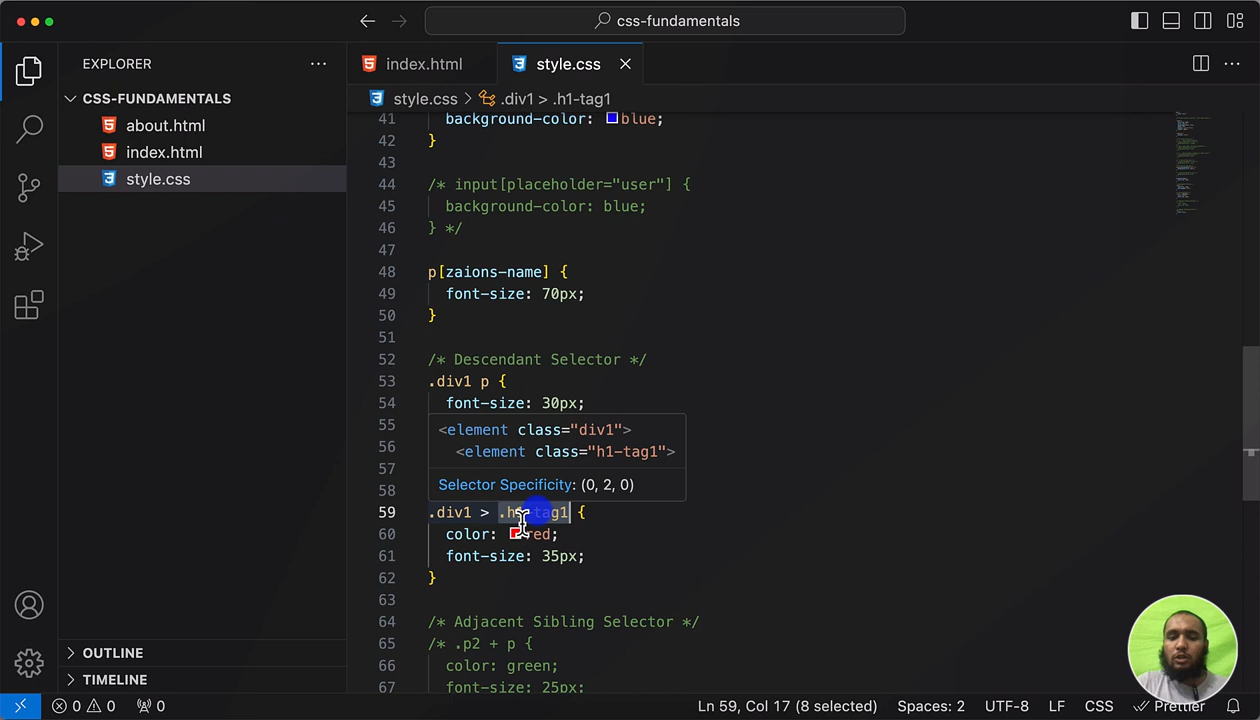 css-fundamentals
EXPLORER
index.html
style.css
CSS-FUNDAMENTALS
about.html
index.html
style.css
style.css > .div1 > .h1-tag1
41 background-color: blue;
42 }
43
44 /* input[placeholder="user"] {
45 background-color: blue;
46 } */
47
48 p[zaions-name] {
49 font-size: 70px;
50 }
51
52 /* Descendant Selector */
53 .div1 p {
54 font-size: 30px;
55
<element class="div1">
56
<element class="h1-tag1">
57
58
Selector Specificity: (0, 2, 0)
59 .div1 > .h1-tag1 {
60 color: red;
61 font-size: 35px;
62 }
63
64 /* Adjacent Sibling Selector */
65 /* .p2 + p {
66 color: green;
67 font-size: 25px;
OUTLINE
TIMELINE
0 0 0
Ln 59, Col 17 (8 selected)
Spaces: 2
UTF-8
LF
CSS
Prettier